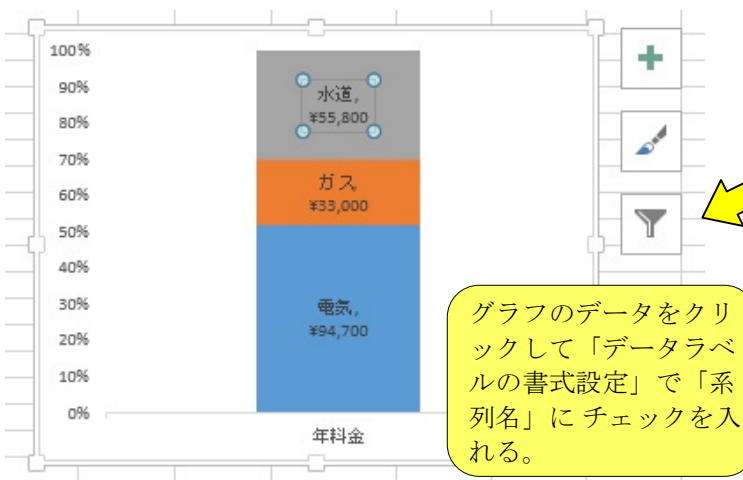 100%
90%
80%
70%
60%
50%
40%
30%
20%
10%
0%
水道,
¥55,800
ガス,
¥33,000
電気,
¥94,700
年料金
グラフのデータをクリ
ックして「データラベ
ルの書式設定」で「系
列名」に チェックを入
れる。